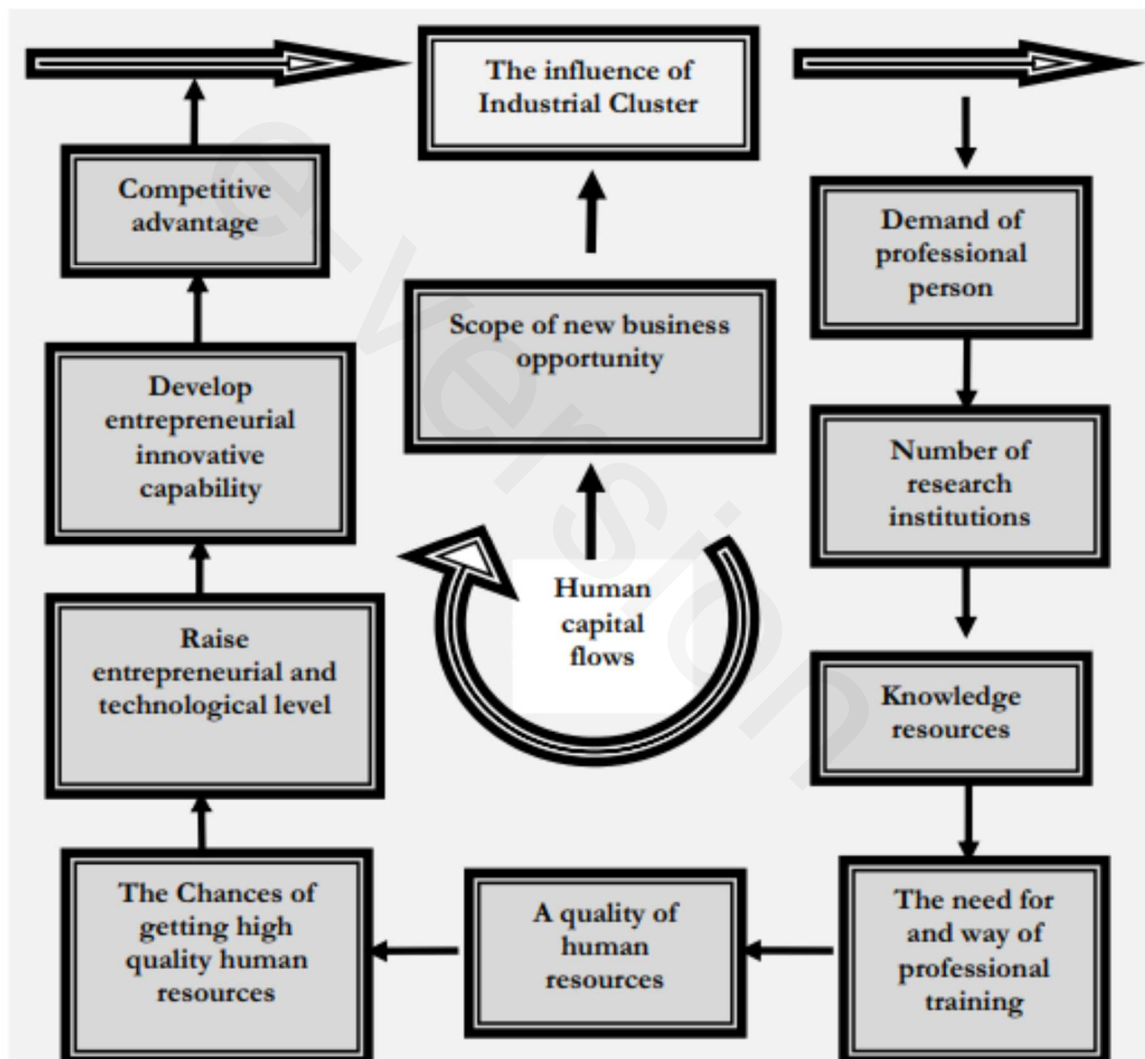 The influence of
Industrial Cluster
Competitive
advantage
Demand of
professional
person
Scope of new business
opportunity
Develop
entrepreneurial
innovative
capability
Number of
research
institutions
Human
capital
flows
Raise
entrepreneurial and
technological level
Knowledge
resources
The Chances of
getting high
quality human
resources
A quality of
human
resources
The need for
and way of
professional
training
e-version